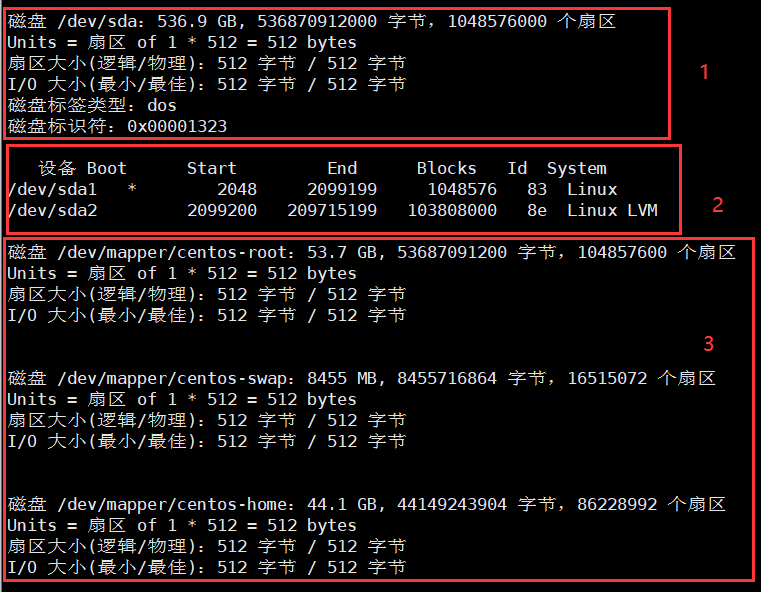 磁盘 /dev/sda：536.9 GB, 536870912000 字节，1048576000 个扇区
Units = 扇区 of 1 * 512 = 512 bytes
扇区大小(逻辑/物理)：512 字节 / 512 字节
I/O 大小(最小/最佳)：512 字节 / 512 字节
磁盘标签类型：dos
磁盘标识符：0x00001323
1
设备 Boot      Start         End      Blocks   Id  System
/dev/sda1   *        2048     2099199     1048576   83  Linux
/dev/sda2         2099200   209715199   103808000   8e  Linux LVM
2
磁盘 /dev/mapper/centos-root：53.7 GB, 53687091200 字节，104857600 个扇区
Units = 扇区 of 1 * 512 = 512 bytes
扇区大小(逻辑/物理)：512 字节 / 512 字节
I/O 大小(最小/最佳)：512 字节 / 512 字节
3
磁盘 /dev/mapper/centos-swap：8455 MB, 8455716864 字节，16515072 个扇区
Units = 扇区 of 1 * 512 = 512 bytes
扇区大小(逻辑/物理)：512 字节 / 512 字节
I/O 大小(最小/最佳)：512 字节 / 512 字节
磁盘 /dev/mapper/centos-home：44.1 GB, 44149243904 字节，86228992 个扇区
Units = 扇区 of 1 * 512 = 512 bytes
扇区大小(逻辑/物理)：512 字节 / 512 字节
I/O 大小(最小/最佳)：512 字节 / 512 字节